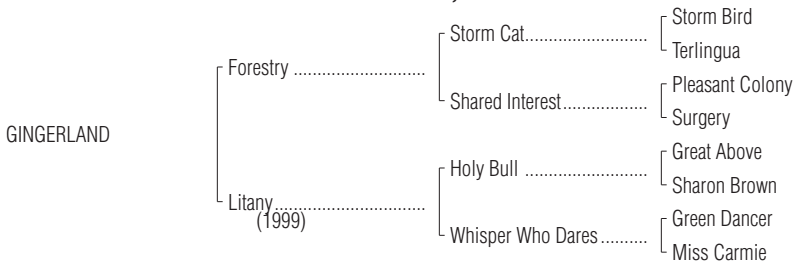 Storm Bird
Storm Cat..........................
Terlingua
Forestry ............................
Pleasant Colony
Shared Interest..................
Surgery
GINGERLAND
Great Above
Holy Bull ..........................
Sharon Brown
Litany................................
(1999)
Green Dancer
Whisper Who Dares..........
Miss Carmie